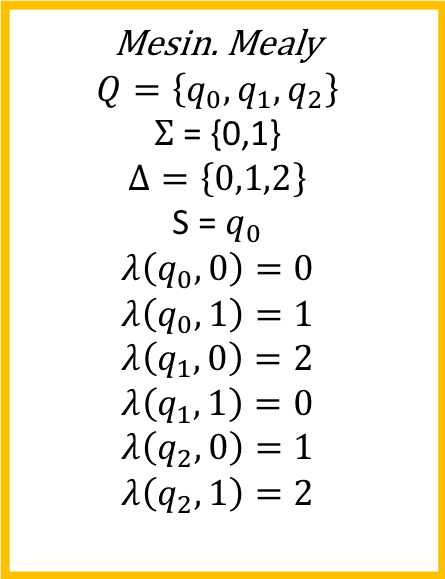 Mesin. Mealy
𝑄 = {𝑞₀, 𝑞₁, 𝑞₂}
Σ = {0,1}
Δ = {0,1,2}
S = 𝑞₀
𝜆(𝑞₀, 0) = 0
𝜆(𝑞₀, 1) = 1
𝜆(𝑞₁, 0) = 2
𝜆(𝑞₁, 1) = 0
𝜆(𝑞₂, 0) = 1
𝜆(𝑞₂, 1) = 2